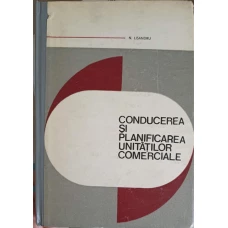 CONDUCEREA
ȘI
PLANIFICAREA
UNITĂȚILOR
COMERCIALE